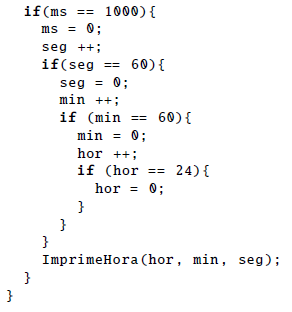 if(ms == 1000){
ms = 0;
seg ++;
if(seg == 60){
seg = 0;
min ++;
if (min == 60){
min = 0;
hor ++;
if (hor == 24){
hor = 0;
}
}
}
ImprimeHora(hor, min, seg);
}
}